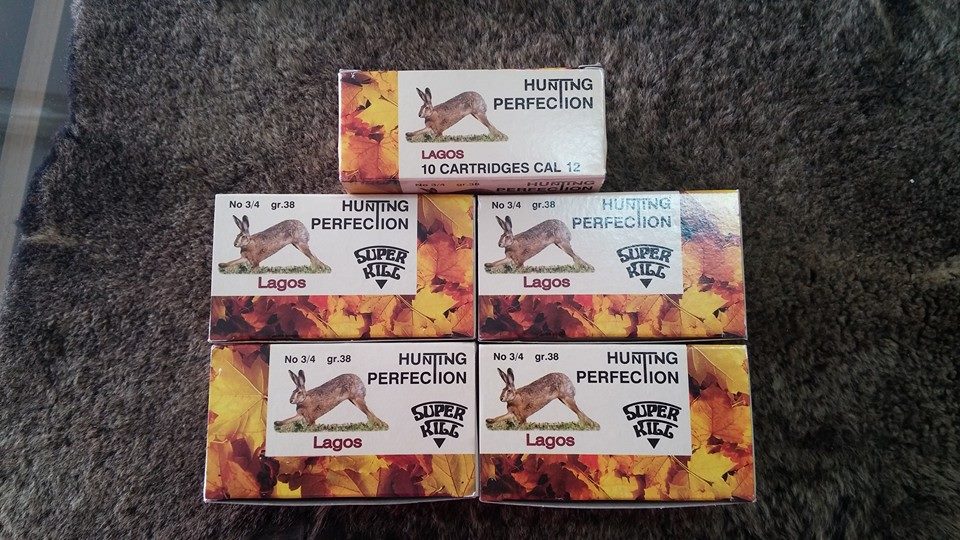 HUNTING
PERFECTION
LAGOS
10 CARTRIDGES CAL 12
No 3/4 gr.38 HUNTING
PERFECTION
No 3/4 gr.38 HUNTING
PERFECTION
SUPER
KILL
Lagos
No 3/4 gr.38 HUNTING
PERFECTION
SUPER
KILL
Lagos
No 3/4 gr.38 HUNTING
PERFECTION
SUPER
KILL
Lagos
No 3/4 gr.38 HUNTING
PERFECTION
SUPER
KILL
Lagos